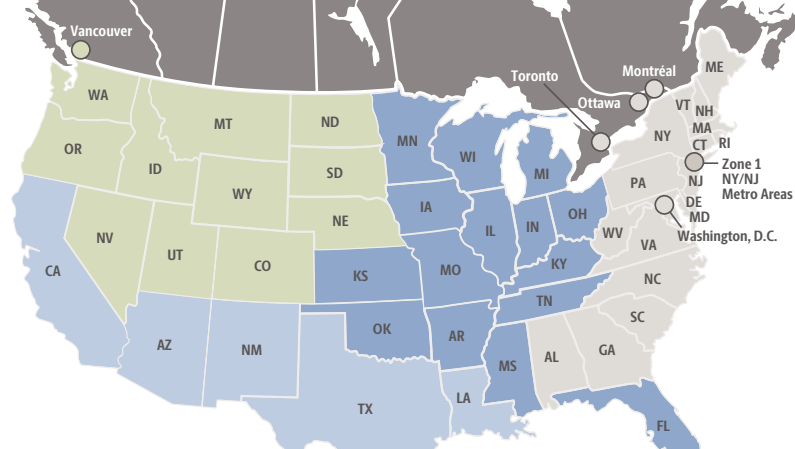 Vancouver
Toronto
Montréal
Ottawa
ME
VT
NH
MA
CT
RI
NY
WA
MT
ND
MN
OR
ID
WI
MI
Zone 1
NY/NJ
Metro Areas
SD
WY
PA
NJ
DE
MD
Washington, D.C.
IA
NE
OH
IL
IN
WV
VA
NV
UT
CO
CA
KS
MO
KY
NC
TN
SC
OK
AR
AZ
NM
MS
AL
GA
TX
LA
FL